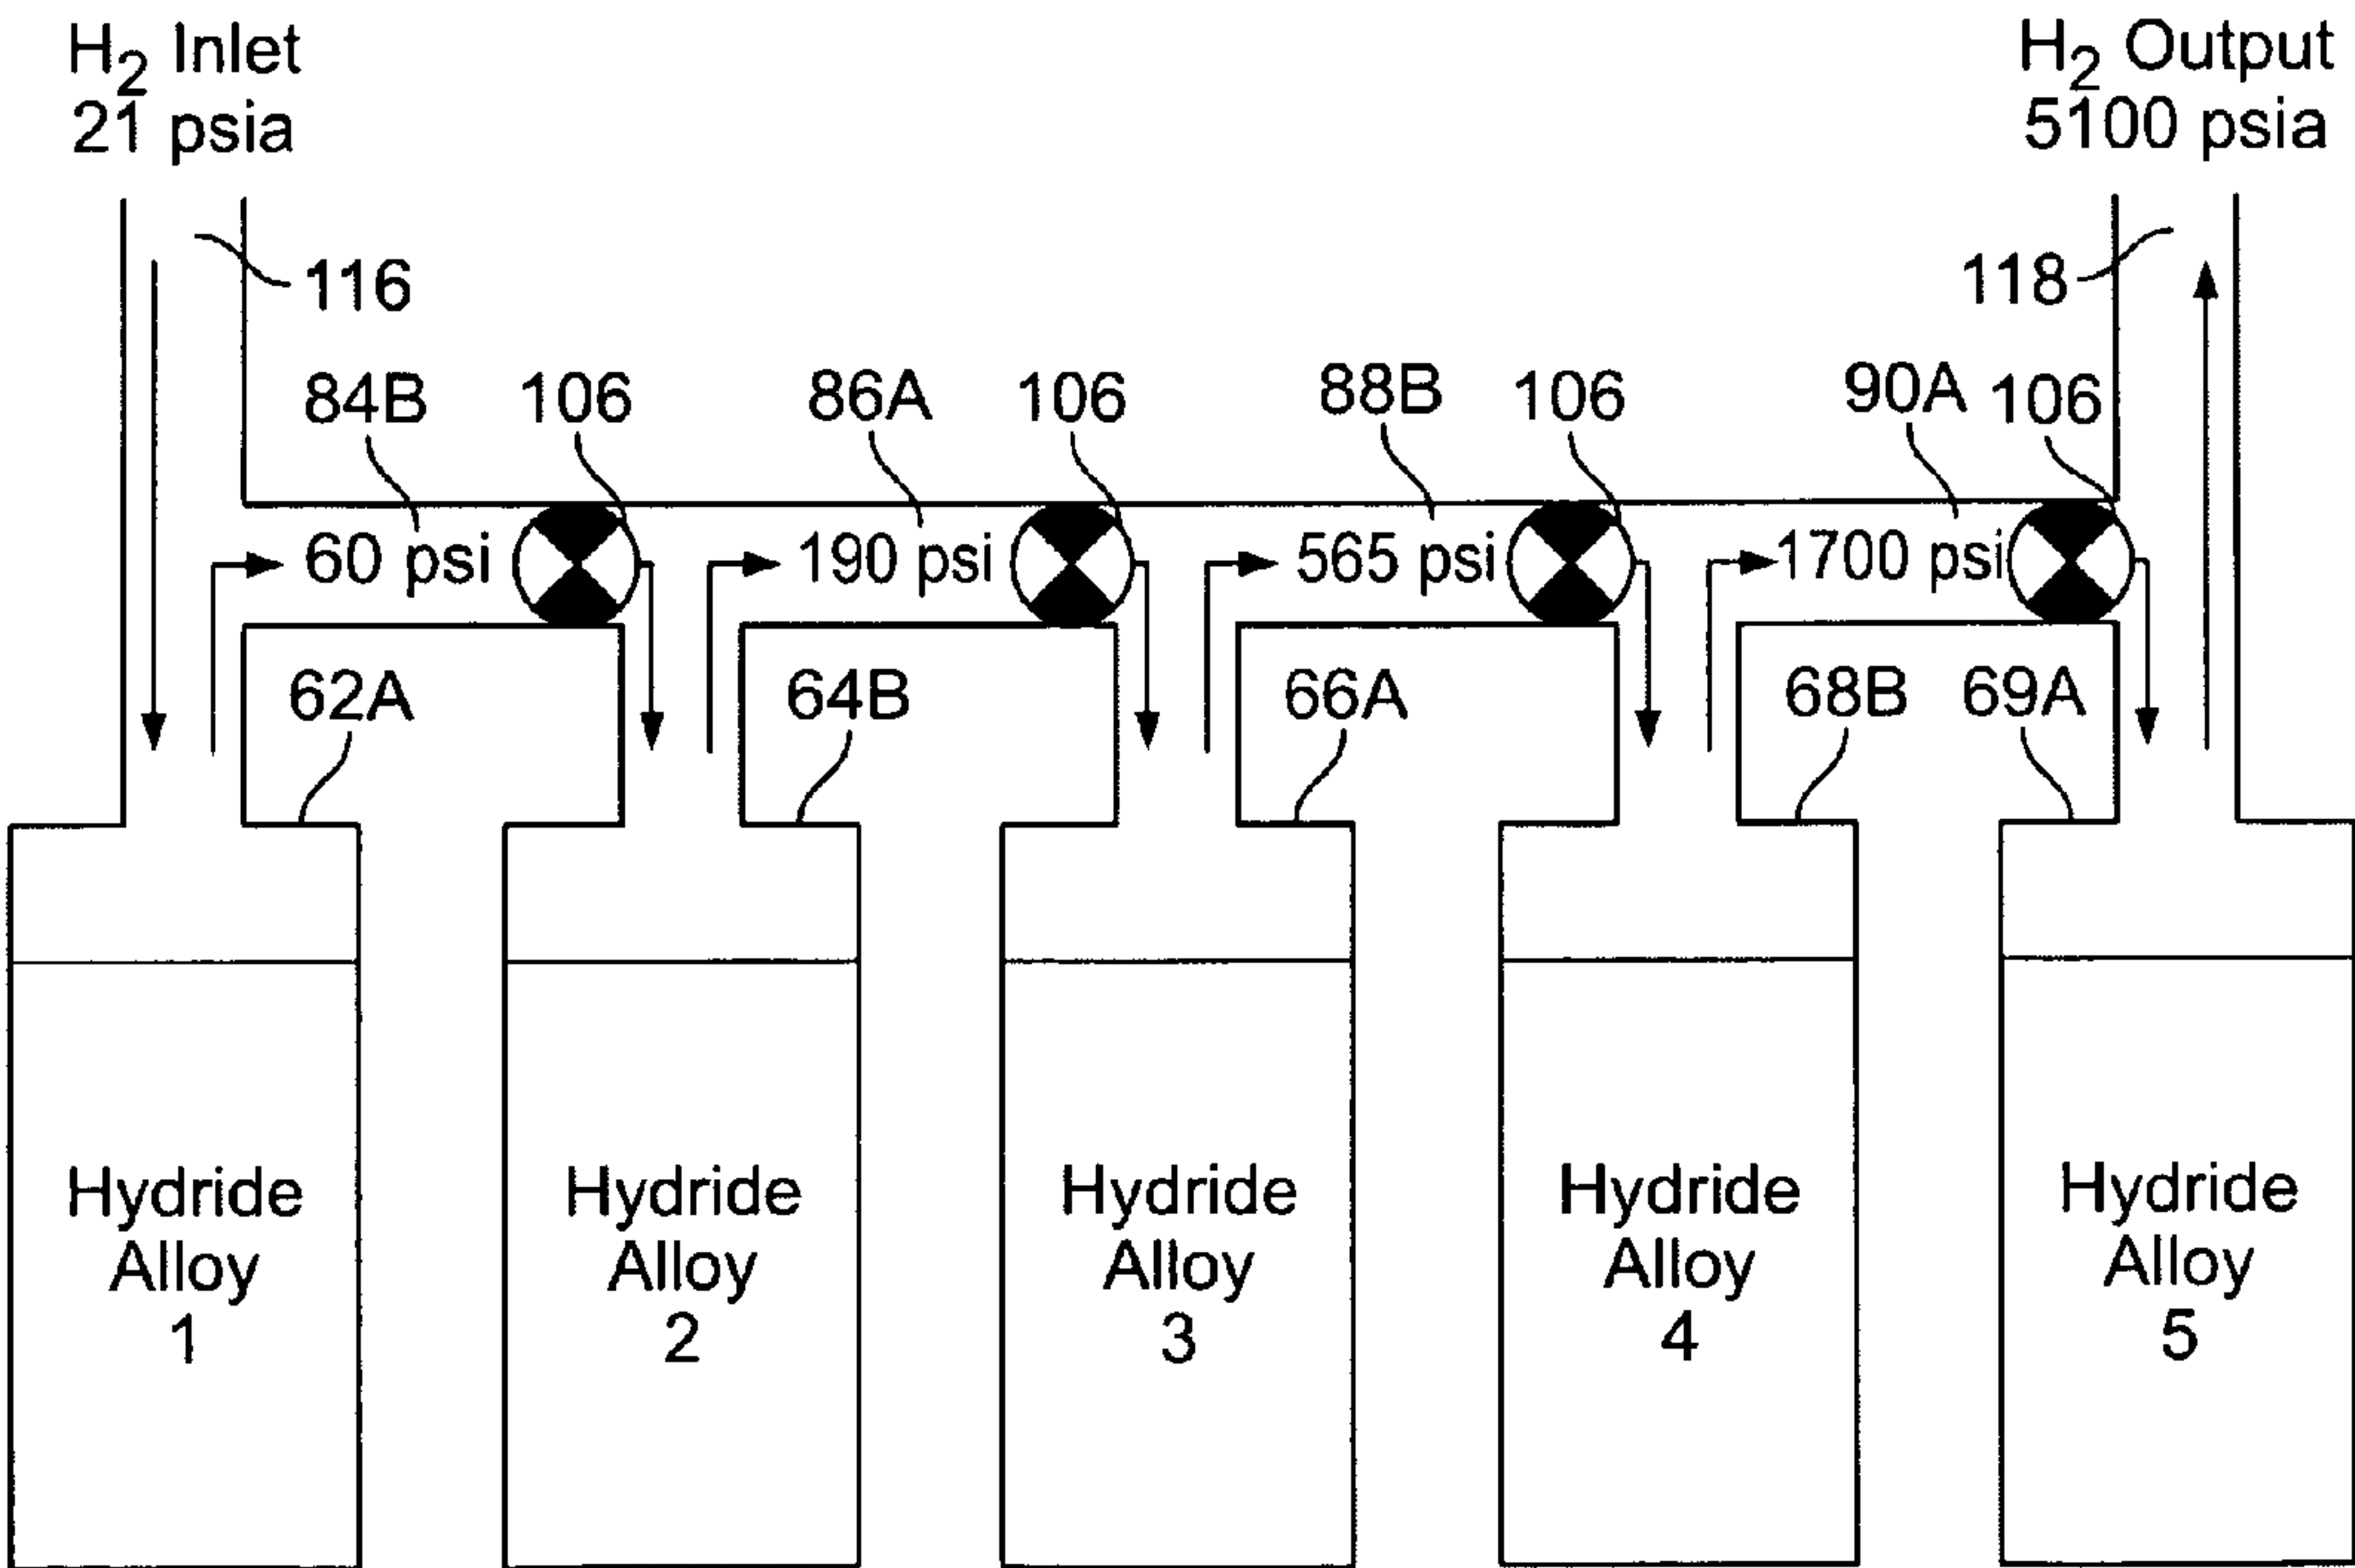 H2 Inlet
21 psia
H2 Output
5100 psia
116
118
84B
106
86A
106
88B
106
90A
106
60 psi
190 psi
565 psi
1700 psi
62A
64B
66A
68B
69A
Hydride
Alloy
1
Hydride
Alloy
2
Hydride
Alloy
3
Hydride
Alloy
4
Hydride
Alloy
5